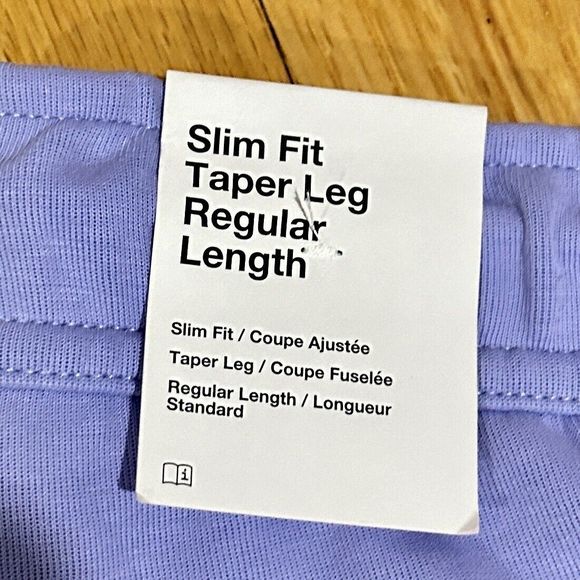 Slim Fit
Taper Leg
Regular
Length
Slim Fit / Coupe Ajustée
Taper Leg / Coupe Fuselée
Regular Length / Longueur
Standard
i